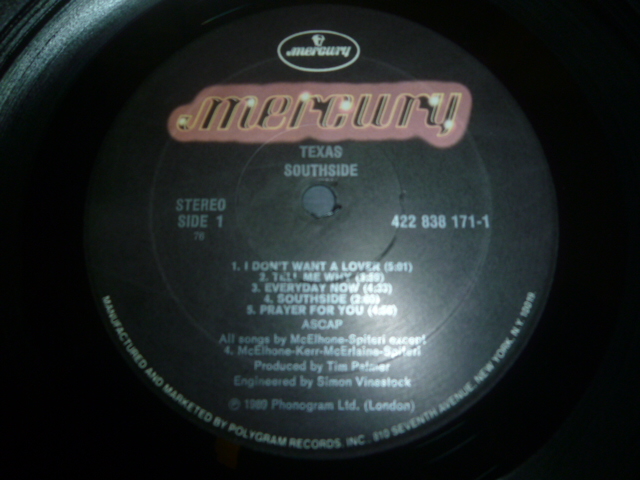 mercury
mercury
TEXAS
SOUTHSIDE
STEREO
SIDE 1
422 838 171-1
1. I DON'T WANT A LOVER (5:01)
2. TELL ME WHY
3. EVERYDAY NOW (4:33)
4. SOUTHSIDE
5. PRAYER FOR YOU
ASCAP
All songs by McElhone-Spiteri except
4. McElhone-Kerr-McErlaine-Spiteri
Produced by Tim Palmer
Engineered by Simon Vinestock
℗ 1989 Phonogram Ltd. (London)
MANUFACTURED AND MARKETED BY POLYGRAM RECORDS, INC., 810 SEVENTH AVENUE, NEW YORK, N.Y. 10019